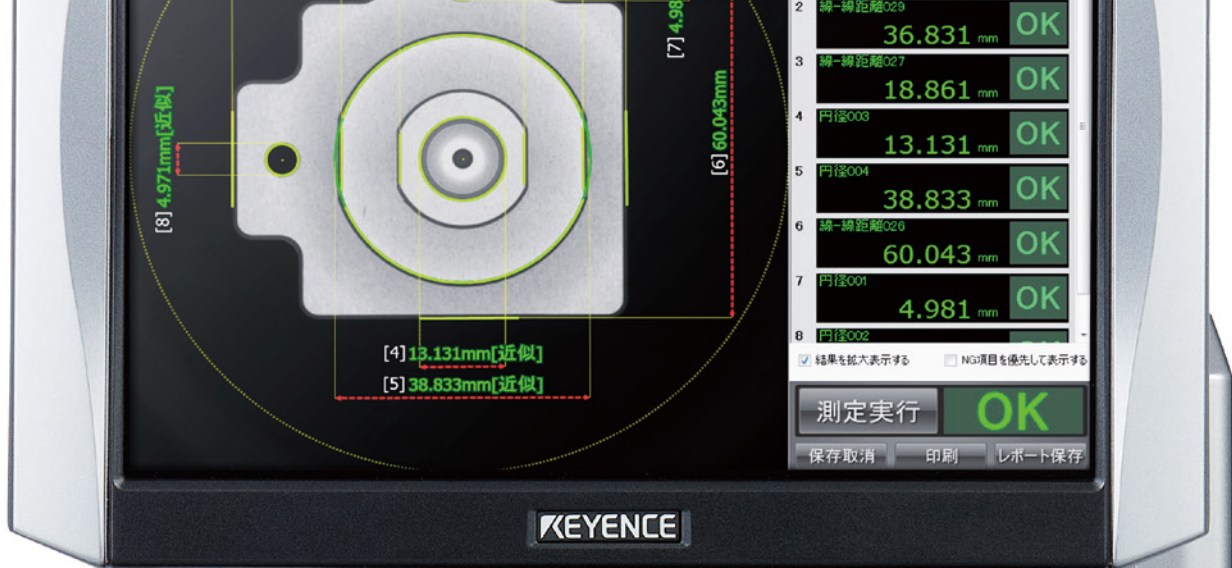 [7] 4.98
[6] 60.043mm
[8] 4.971mm[近似]
[4] 13.131mm[近似]
[5] 38.833mm[近似]
2 線-線距離029
36.831 mm OK
3 線-線距離027
18.861 mm OK
4 円径003
13.131 mm OK
5 円径004
38.833 mm OK
6 線-線距離026
60.043 mm OK
7 円径001
4.981 mm OK
8 円径002
結果を拡大表示する NG項目を優先して表示する
測定実行 OK
保存取消 印刷 レポート保存
KEYENCE